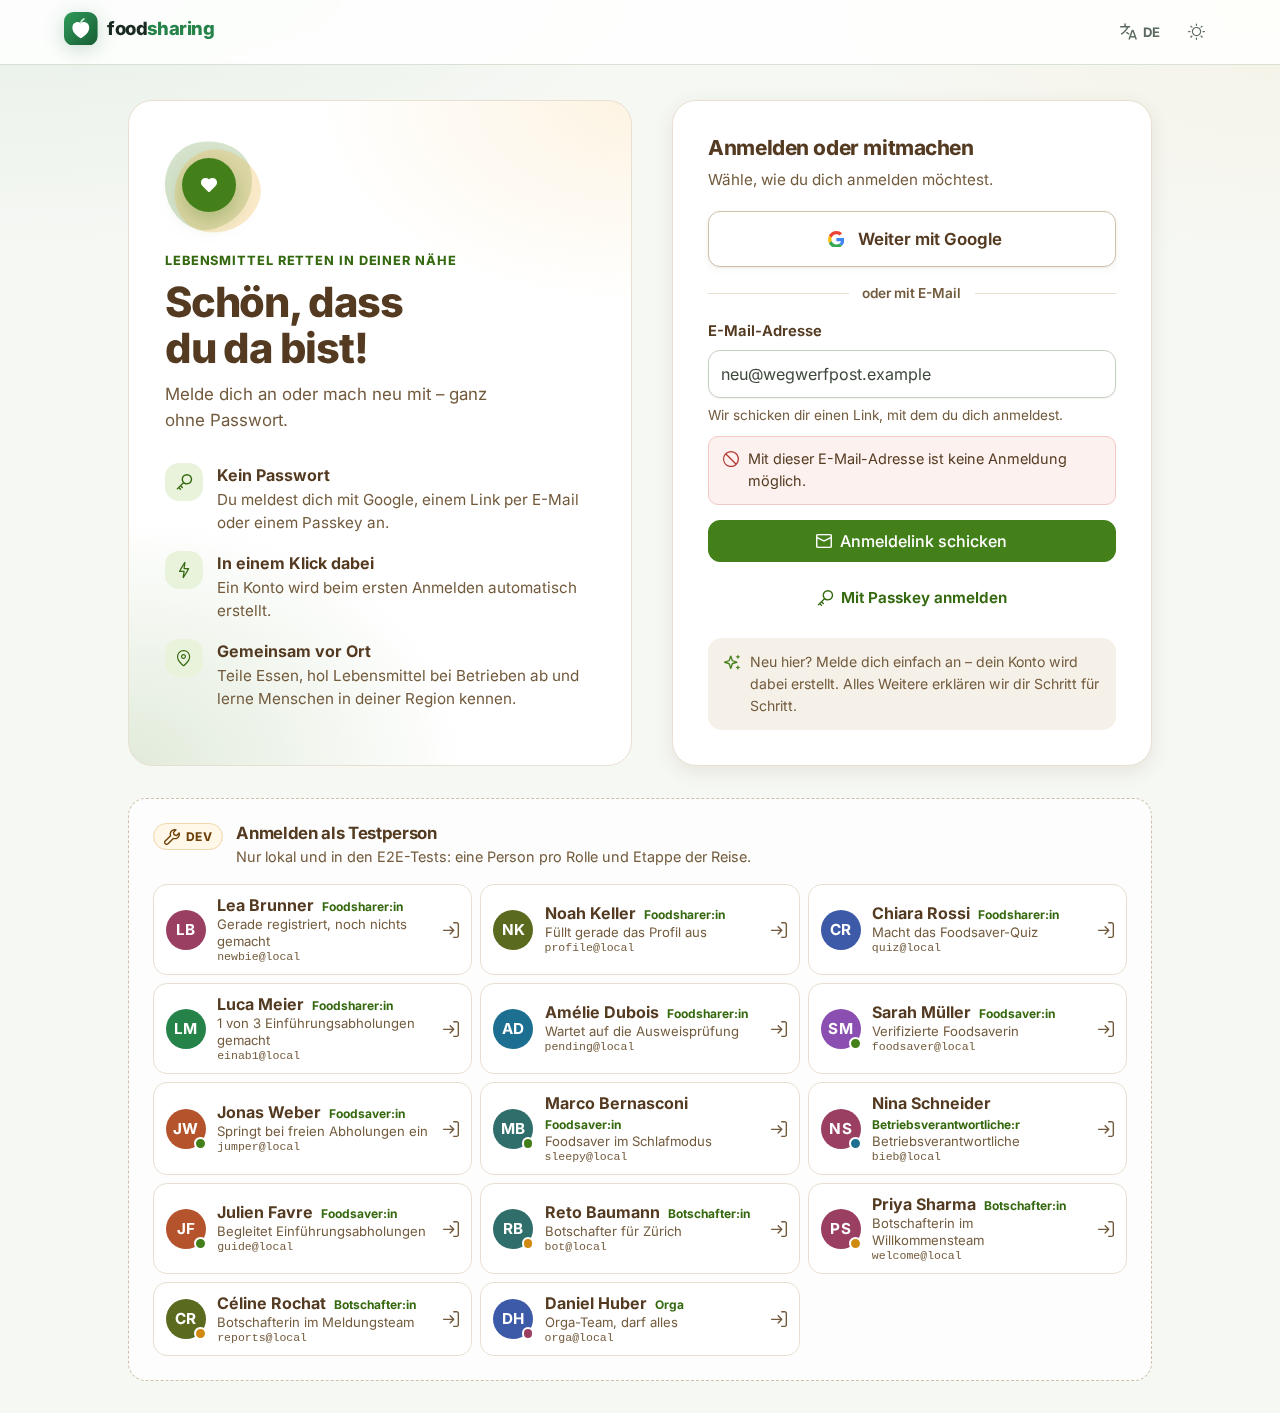 foodsharing
DE
LEBENSMITTEL RETTEN IN DEINER NÄHE
Schön, dass
du da bist!
Melde dich an oder mach neu mit – ganz
ohne Passwort.
Kein Passwort
Du meldest dich mit Google, einem Link per E-Mail
oder einem Passkey an.
In einem Klick dabei
Ein Konto wird beim ersten Anmelden automatisch
erstellt.
Gemeinsam vor Ort
Teile Essen, hol Lebensmittel bei Betrieben ab und
lerne Menschen in deiner Region kennen.
Anmelden oder mitmachen
Wähle, wie du dich anmelden möchtest.
Weiter mit Google
oder mit E-Mail
E-Mail-Adresse
neu@wegwerfpost.example
Wir schicken dir einen Link, mit dem du dich anmeldest.
Mit dieser E-Mail-Adresse ist keine Anmeldung
möglich.
Anmeldelink schicken
Mit Passkey anmelden
Neu hier? Melde dich einfach an – dein Konto wird
dabei erstellt. Alles Weitere erklären wir dir Schritt für
Schritt.
DEV
Anmelden als Testperson
Nur lokal und in den E2E-Tests: eine Person pro Rolle und Etappe der Reise.
LB
Lea Brunner Foodsharer:in
Gerade registriert, noch nichts
gemacht
newbie@local
NK
Noah Keller Foodsharer:in
Füllt gerade das Profil aus
profile@local
CR
Chiara Rossi Foodsharer:in
Macht das Foodsaver-Quiz
quiz@local
LM
Luca Meier Foodsharer:in
1 von 3 Einführungsabholungen
gemacht
einab1@local
AD
Amélie Dubois Foodsharer:in
Wartet auf die Ausweisprüfung
pending@local
SM
Sarah Müller Foodsaver:in
Verifizierte Foodsaverin
foodsaver@local
JW
Jonas Weber Foodsaver:in
Springt bei freien Abholungen ein
jumper@local
MB
Marco Bernasconi
Foodsaver:in
Foodsaver im Schlafmodus
sleepy@local
NS
Nina Schneider
Betriebsverantwortliche:r
Betriebsverantwortliche
bieb@local
JF
Julien Favre Foodsaver:in
Begleitet Einführungsabholungen
guide@local
RB
Reto Baumann Botschafter:in
Botschafter für Zürich
bot@local
PS
Priya Sharma Botschafter:in
Botschafterin im
Willkommensteam
welcome@local
CR
Céline Rochat Botschafter:in
Botschafterin im Meldungsteam
reports@local
DH
Daniel Huber Orga
Orga-Team, darf alles
orga@local